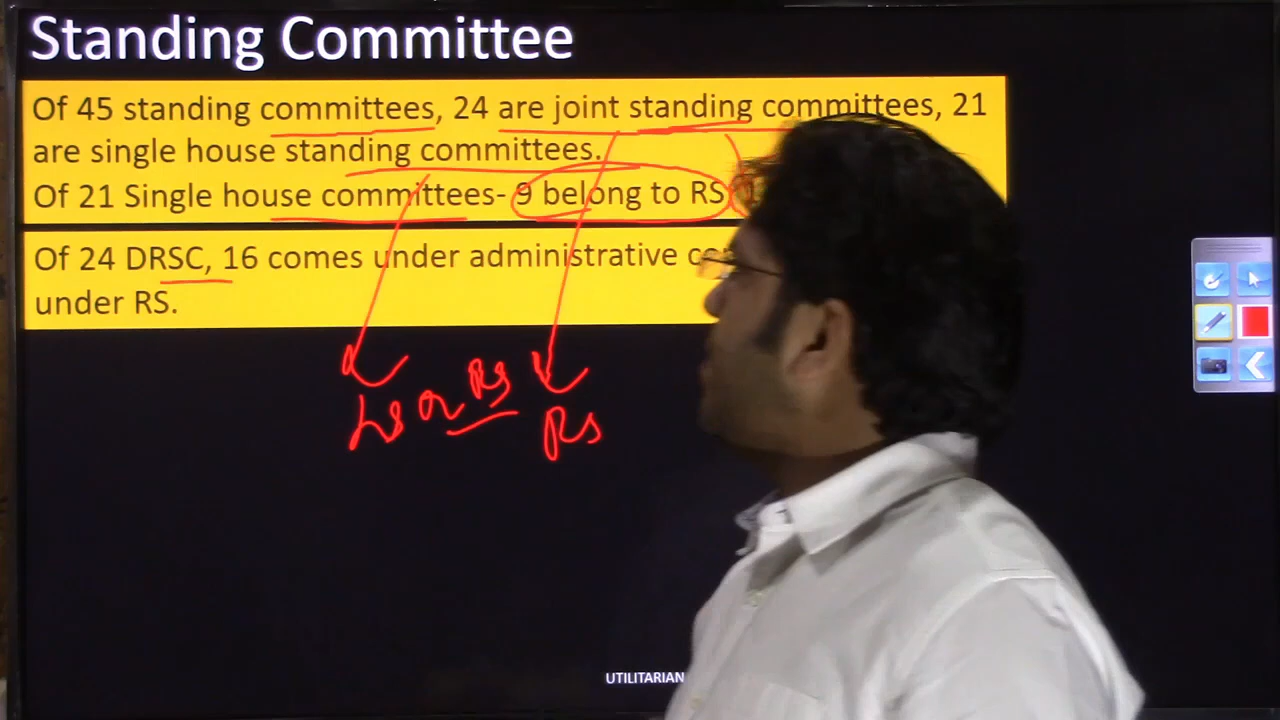 Standing Committee
Of 45 standing committees, 24 are joint standing committees, 21
are single house standing committees.
Of 21 Single house committees- 9 belong to RS
Of 24 DRSC, 16 comes under administrative
under RS.
LS or RS
RS
UTILITARIAN